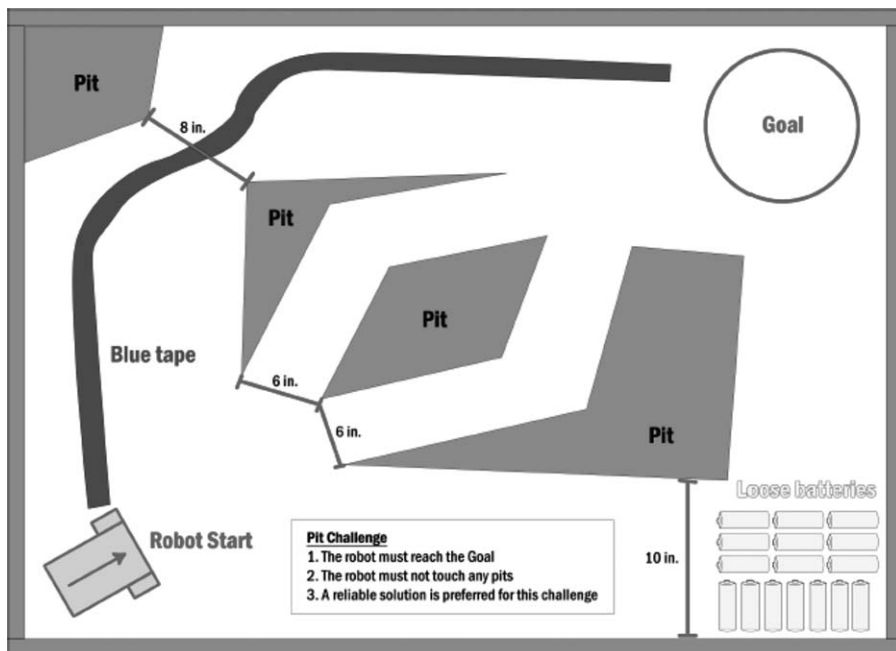 Pit
8 in.
Goal
Pit
Pit
Blue tape
6 in.
6 in.
Pit
Loose batteries
Robot Start
Pit Challenge
1. The robot must reach the Goal
2. The robot must not touch any pits
3. A reliable solution is preferred for this challenge
10 in.